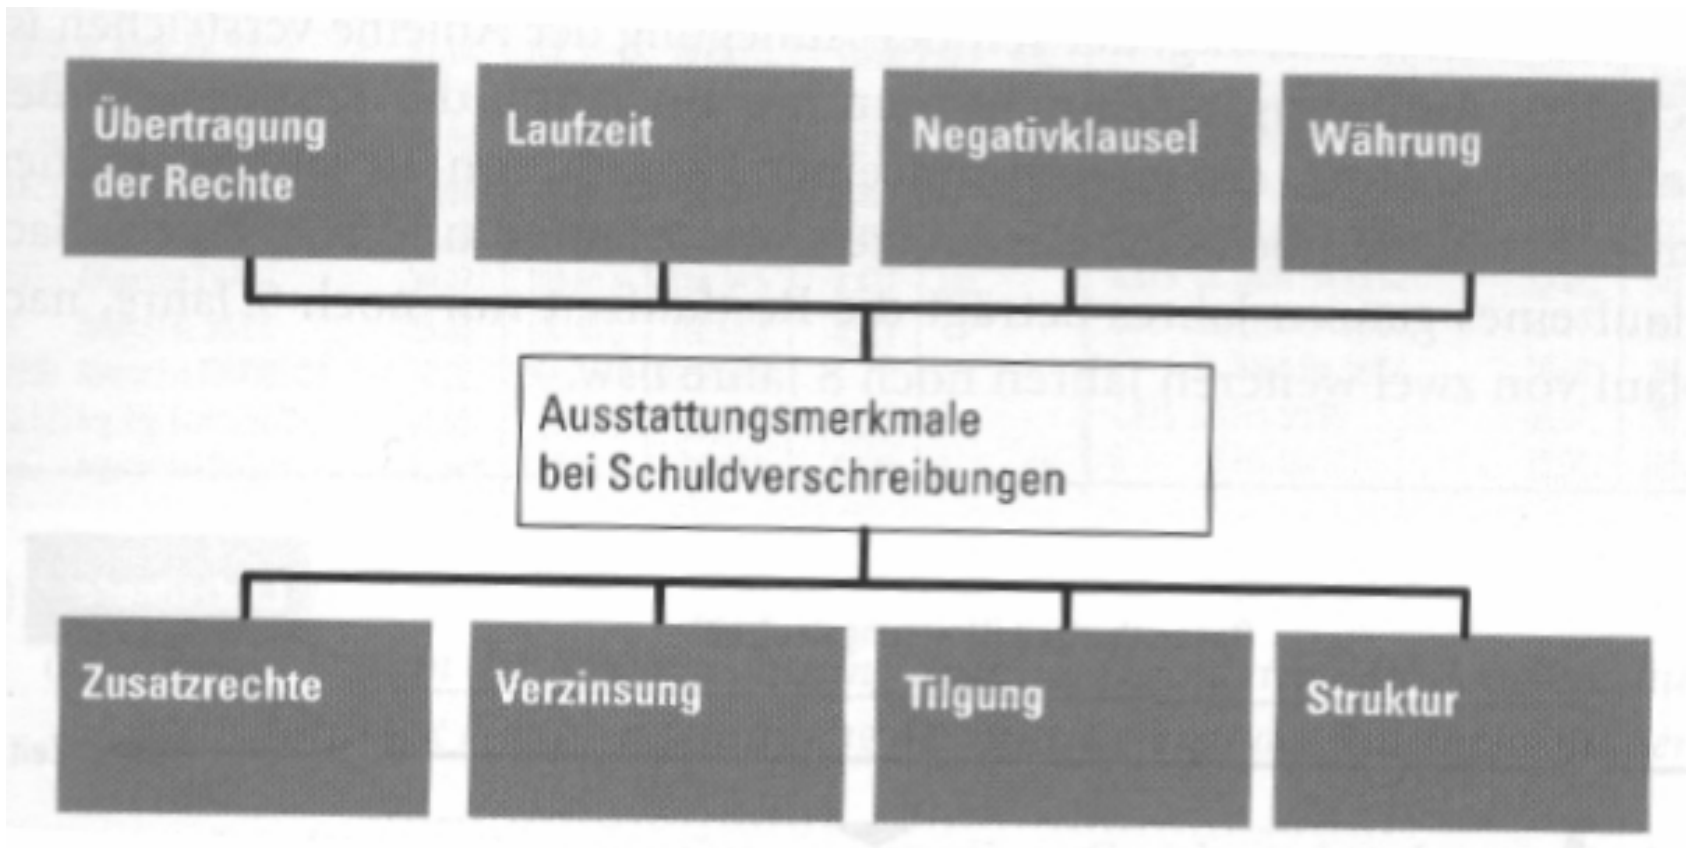 Übertragung
der Rechte
Laufzeit
Negativklausel
Währung
Ausstattungsmerkmale
bei Schuldverschreibungen
Zusatzrechte
Verzinsung
Tilgung
Struktur